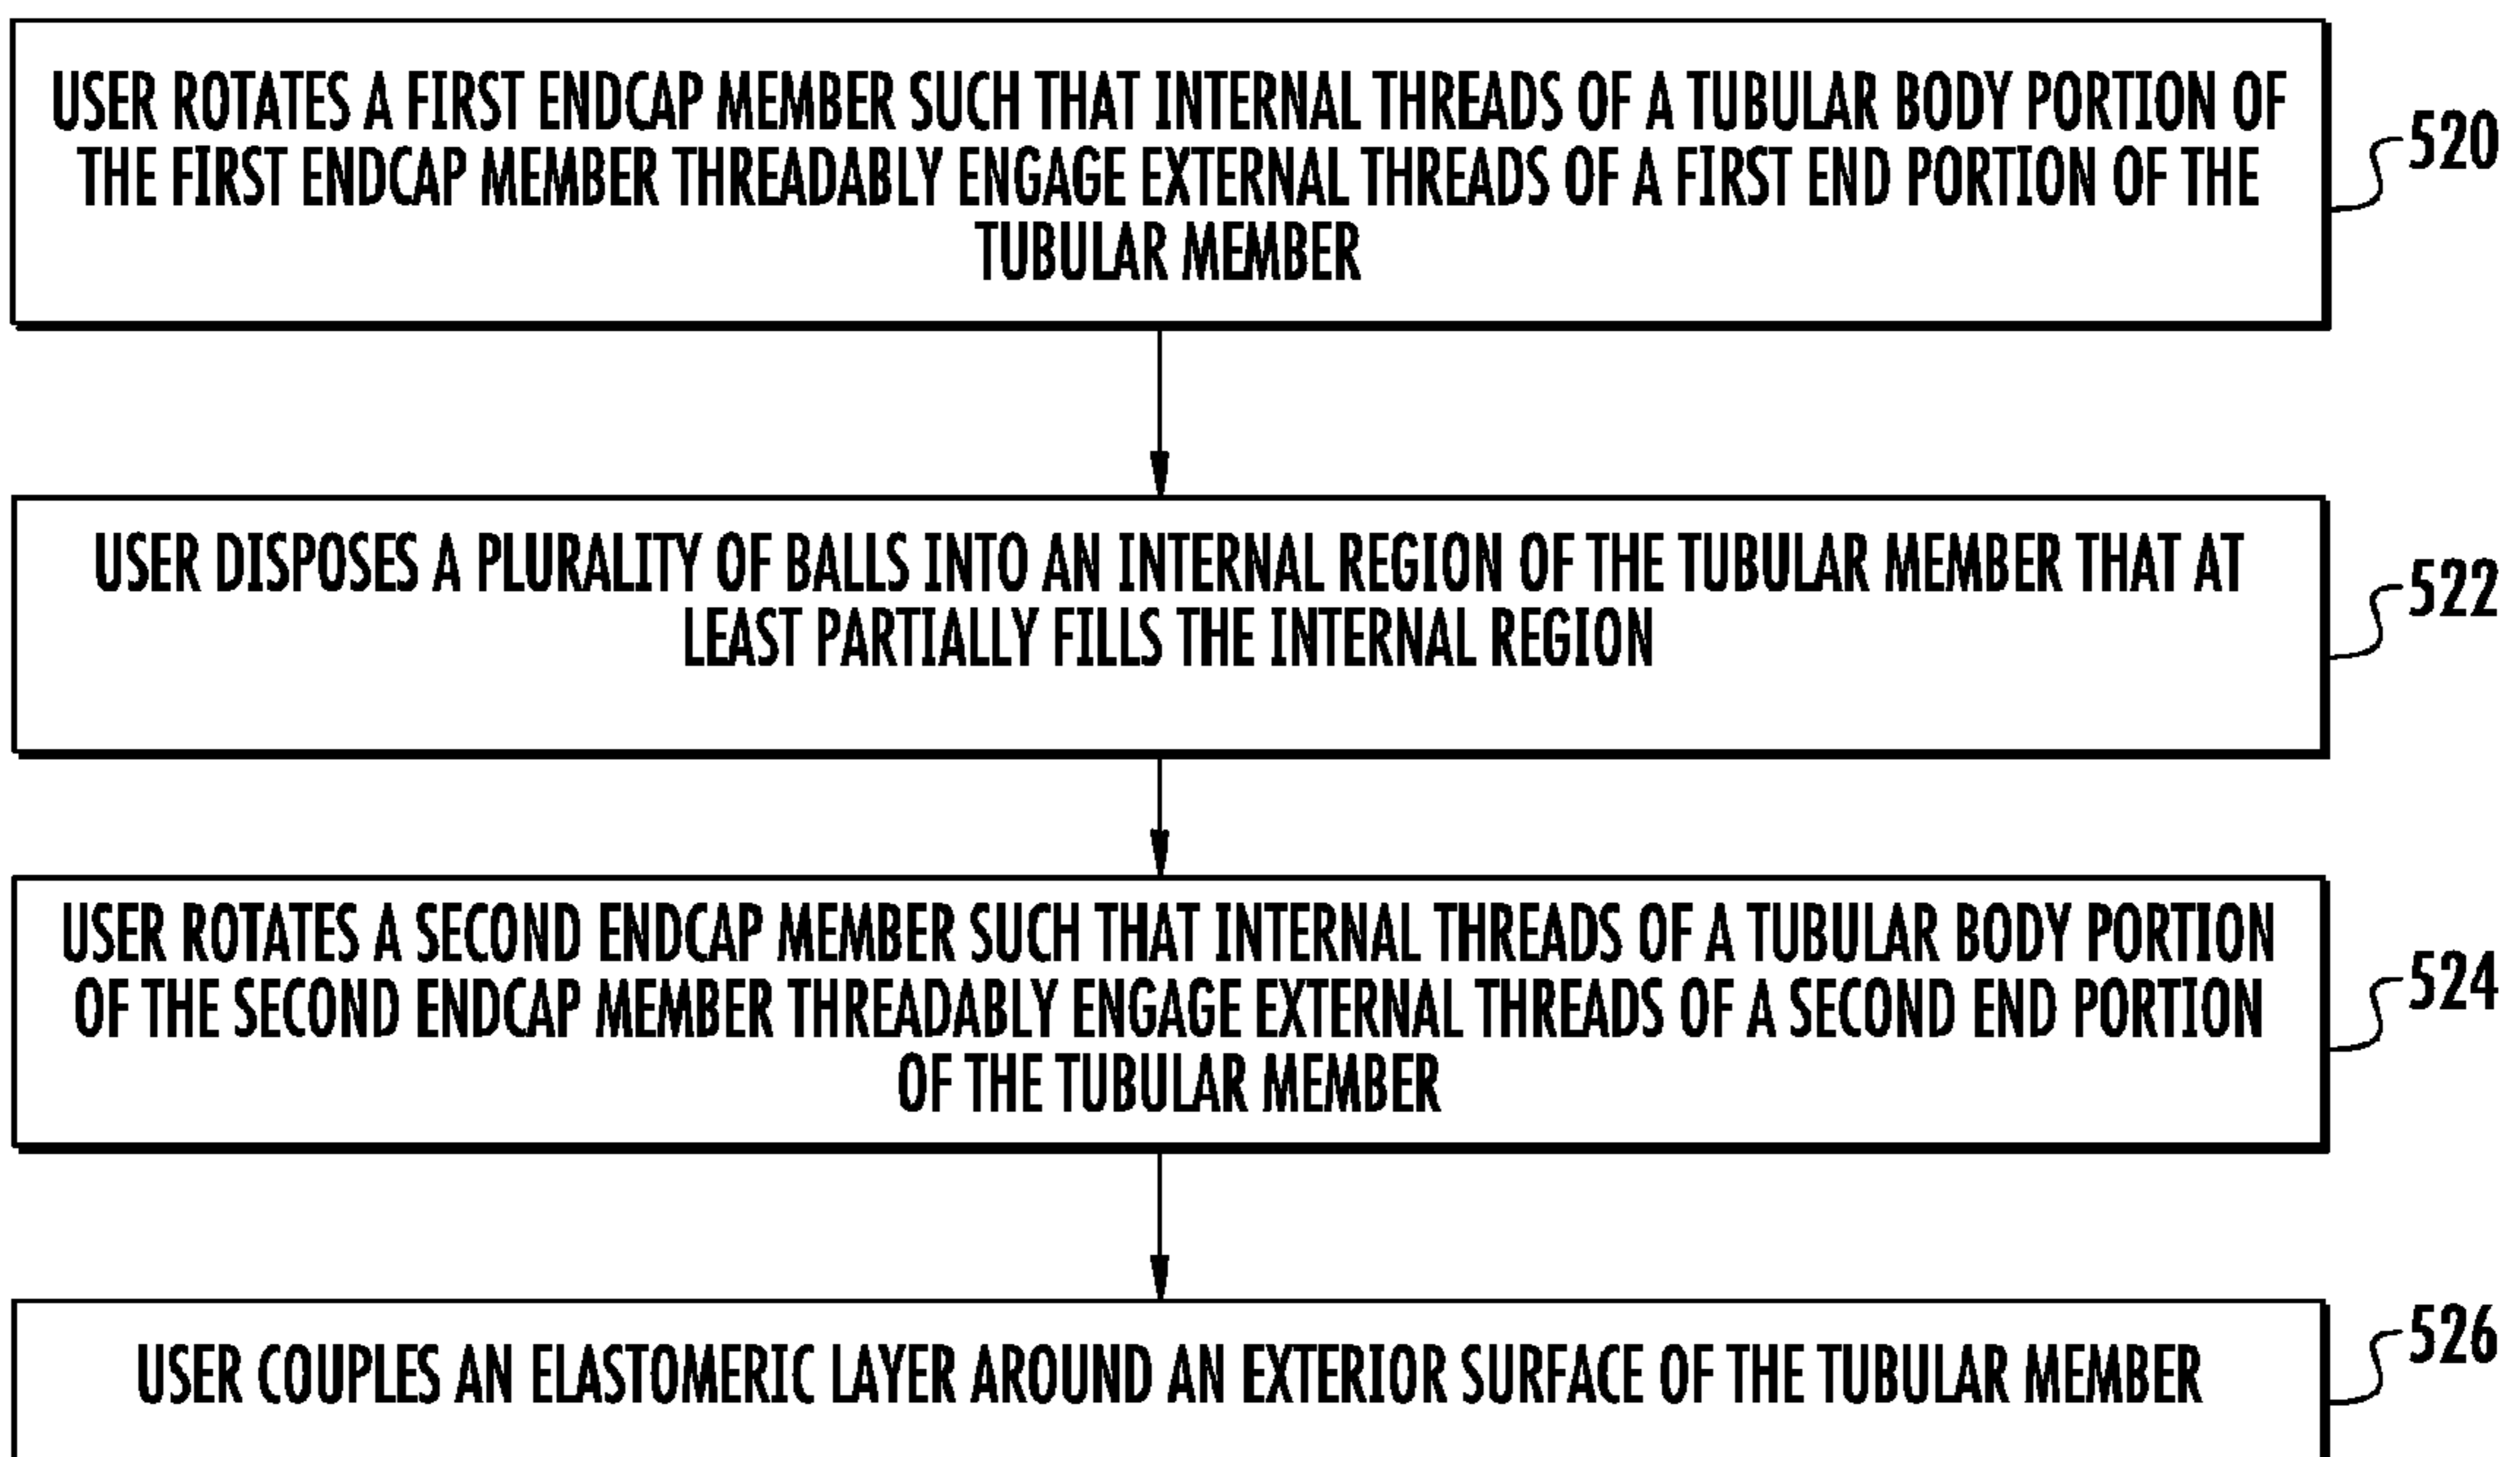 USER ROTATES A FIRST ENDCAP MEMBER SUCH THAT INTERNAL THREADS OF A TUBULAR BODY PORTION OF
THE FIRST ENDCAP MEMBER THREADABLY ENGAGE EXTERNAL THREADS OF A FIRST END PORTION OF THE
TUBULAR MEMBER
520
USER DISPOSES A PLURALITY OF BALLS INTO AN INTERNAL REGION OF THE TUBULAR MEMBER THAT AT
LEAST PARTIALLY FILLS THE INTERNAL REGION
522
USER ROTATES A SECOND ENDCAP MEMBER SUCH THAT INTERNAL THREADS OF A TUBULAR BODY PORTION
OF THE SECOND ENDCAP MEMBER THREADABLY ENGAGE EXTERNAL THREADS OF A SECOND END PORTION
OF THE TUBULAR MEMBER
524
USER COUPLES AN ELASTOMERIC LAYER AROUND AN EXTERIOR SURFACE OF THE TUBULAR MEMBER
526